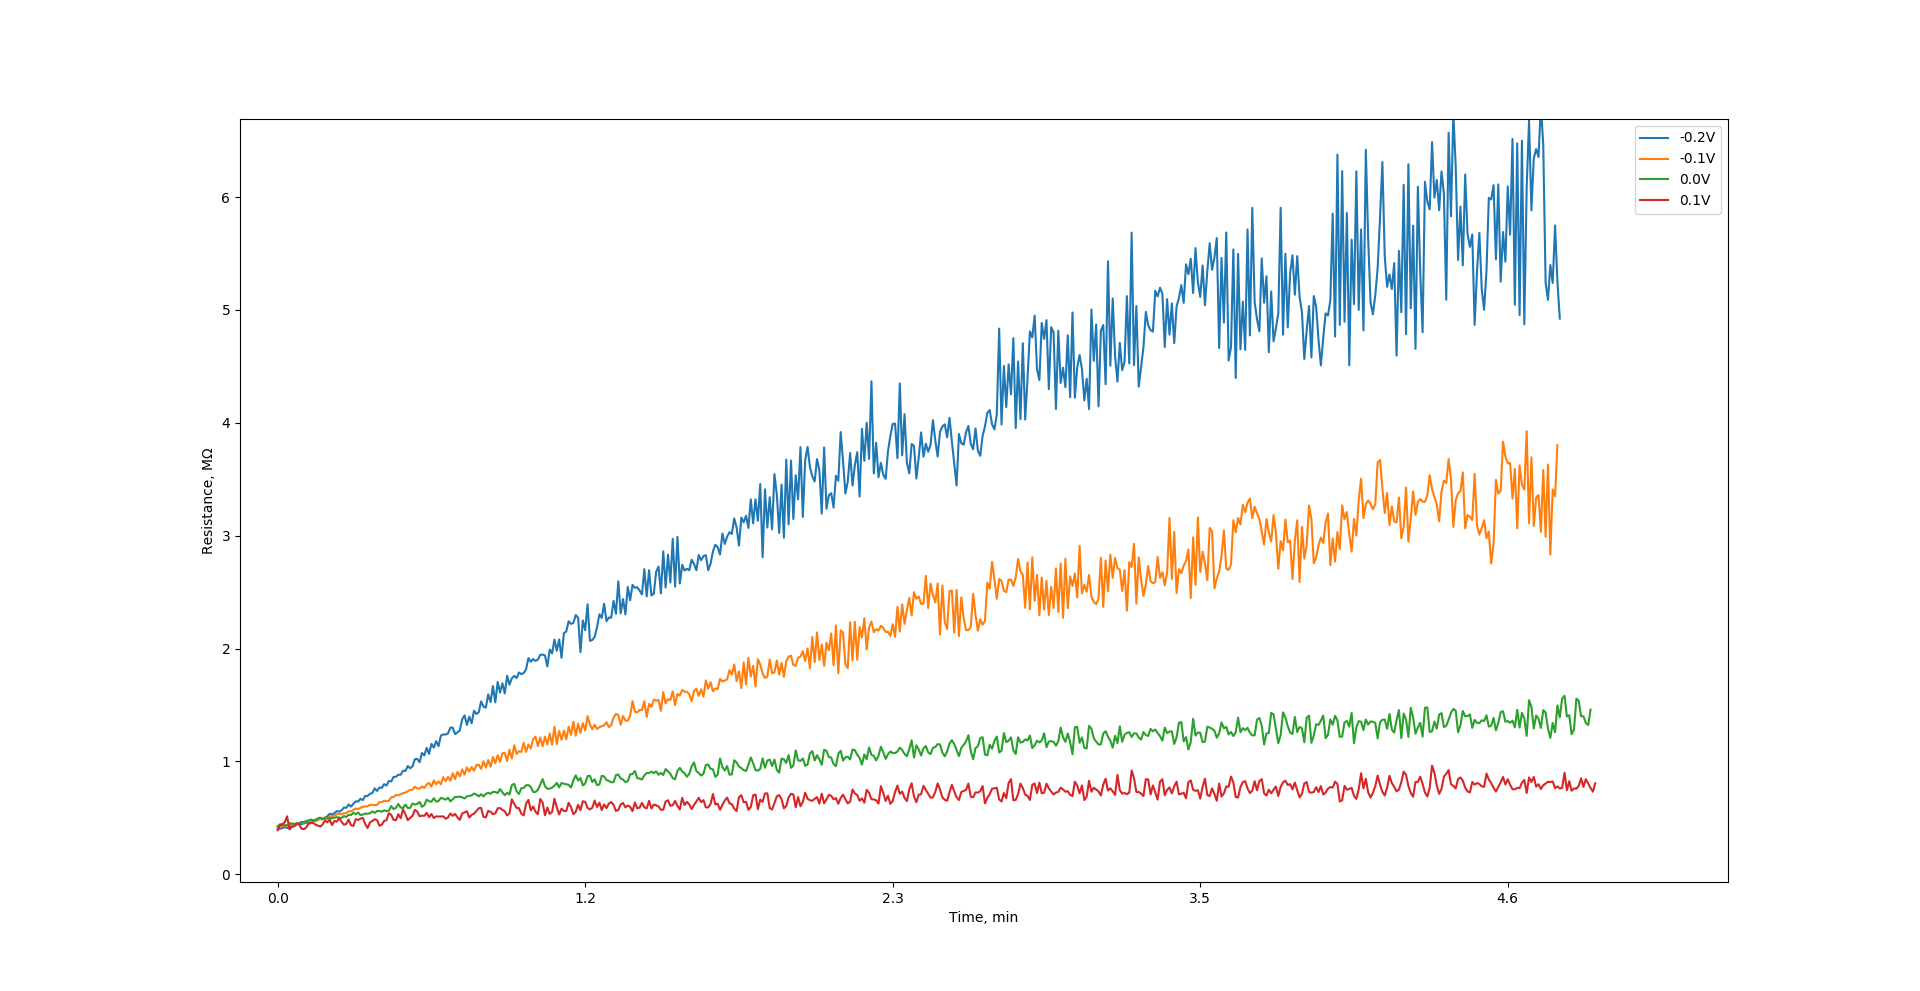 -0.2V
-0.1V
0.0V
0.1V
Resistance, MΩ
6
5
4
3
2
1
0
0.0 1.2 2.3 3.5 4.6
Time, min